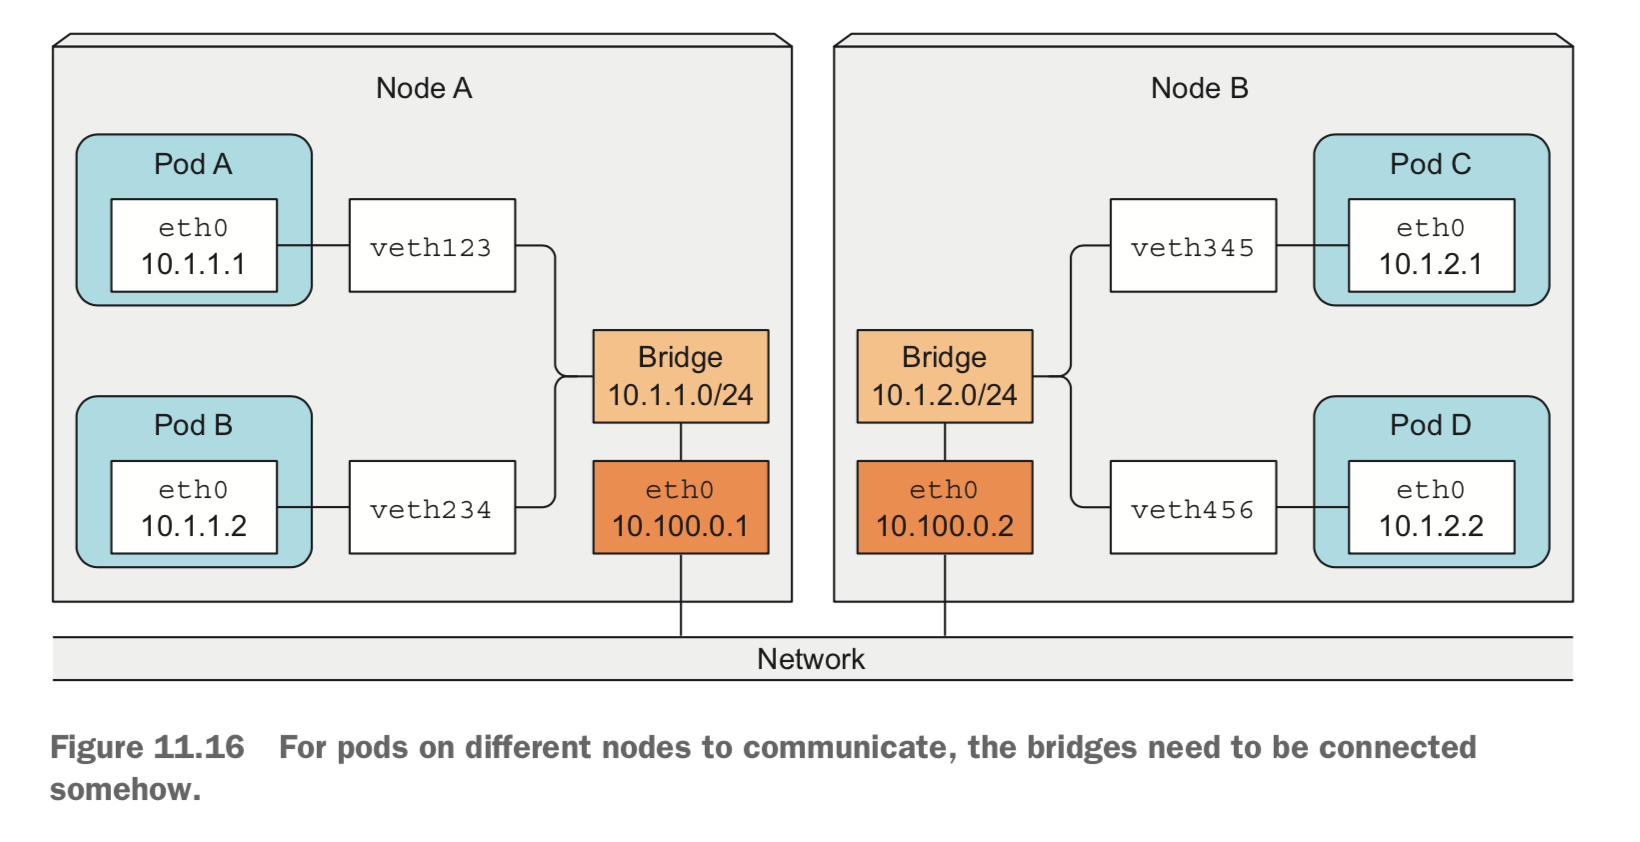 Node A
Pod A
eth0
10.1.1.1
veth123
Bridge
10.1.1.0/24
Pod B
eth0
10.1.1.2
veth234
eth0
10.100.0.1
Node B
Pod C
veth345
eth0
10.1.2.1
Bridge
10.1.2.0/24
Pod D
eth0
10.100.0.2
veth456
eth0
10.1.2.2
Network
Figure 11.16 For pods on different nodes to communicate, the bridges need to be connected
somehow.